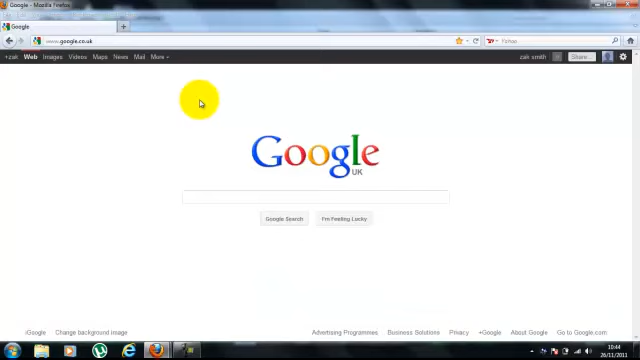 Google - Mozilla Firefox
Google
www.google.co.uk
Yahoo
+zak Web Images Videos Maps News Mail More
zak smith Share...
Google
UK
Google Search I'm Feeling Lucky
iGoogle Change background image Advertising Programmes Business Solutions Privacy +Google About Google Go to Google.com
10:44
26/11/2011